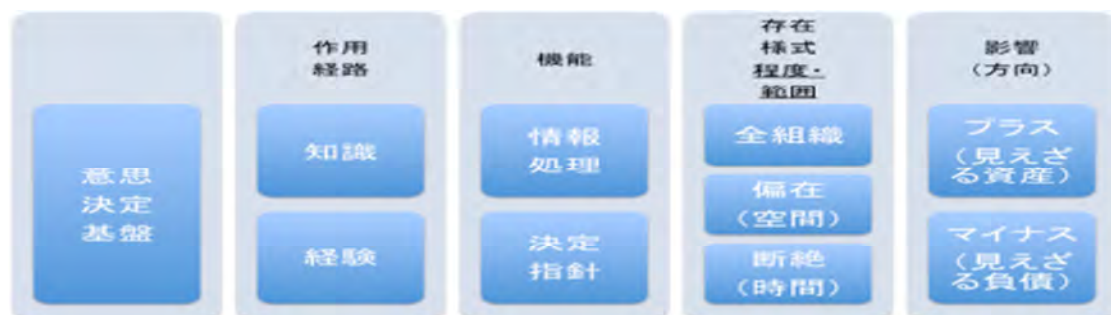 意思
決定
基盤
作用
経路
知識
経験
機能
情報
処理
決定
指針
存在
様式
程度・
範囲
全組織
偏在
（空間）
断絶
（時間）
影響
（方向）
プラス
（見えざ
る資産）
マイナス
（見えざ
る負債）